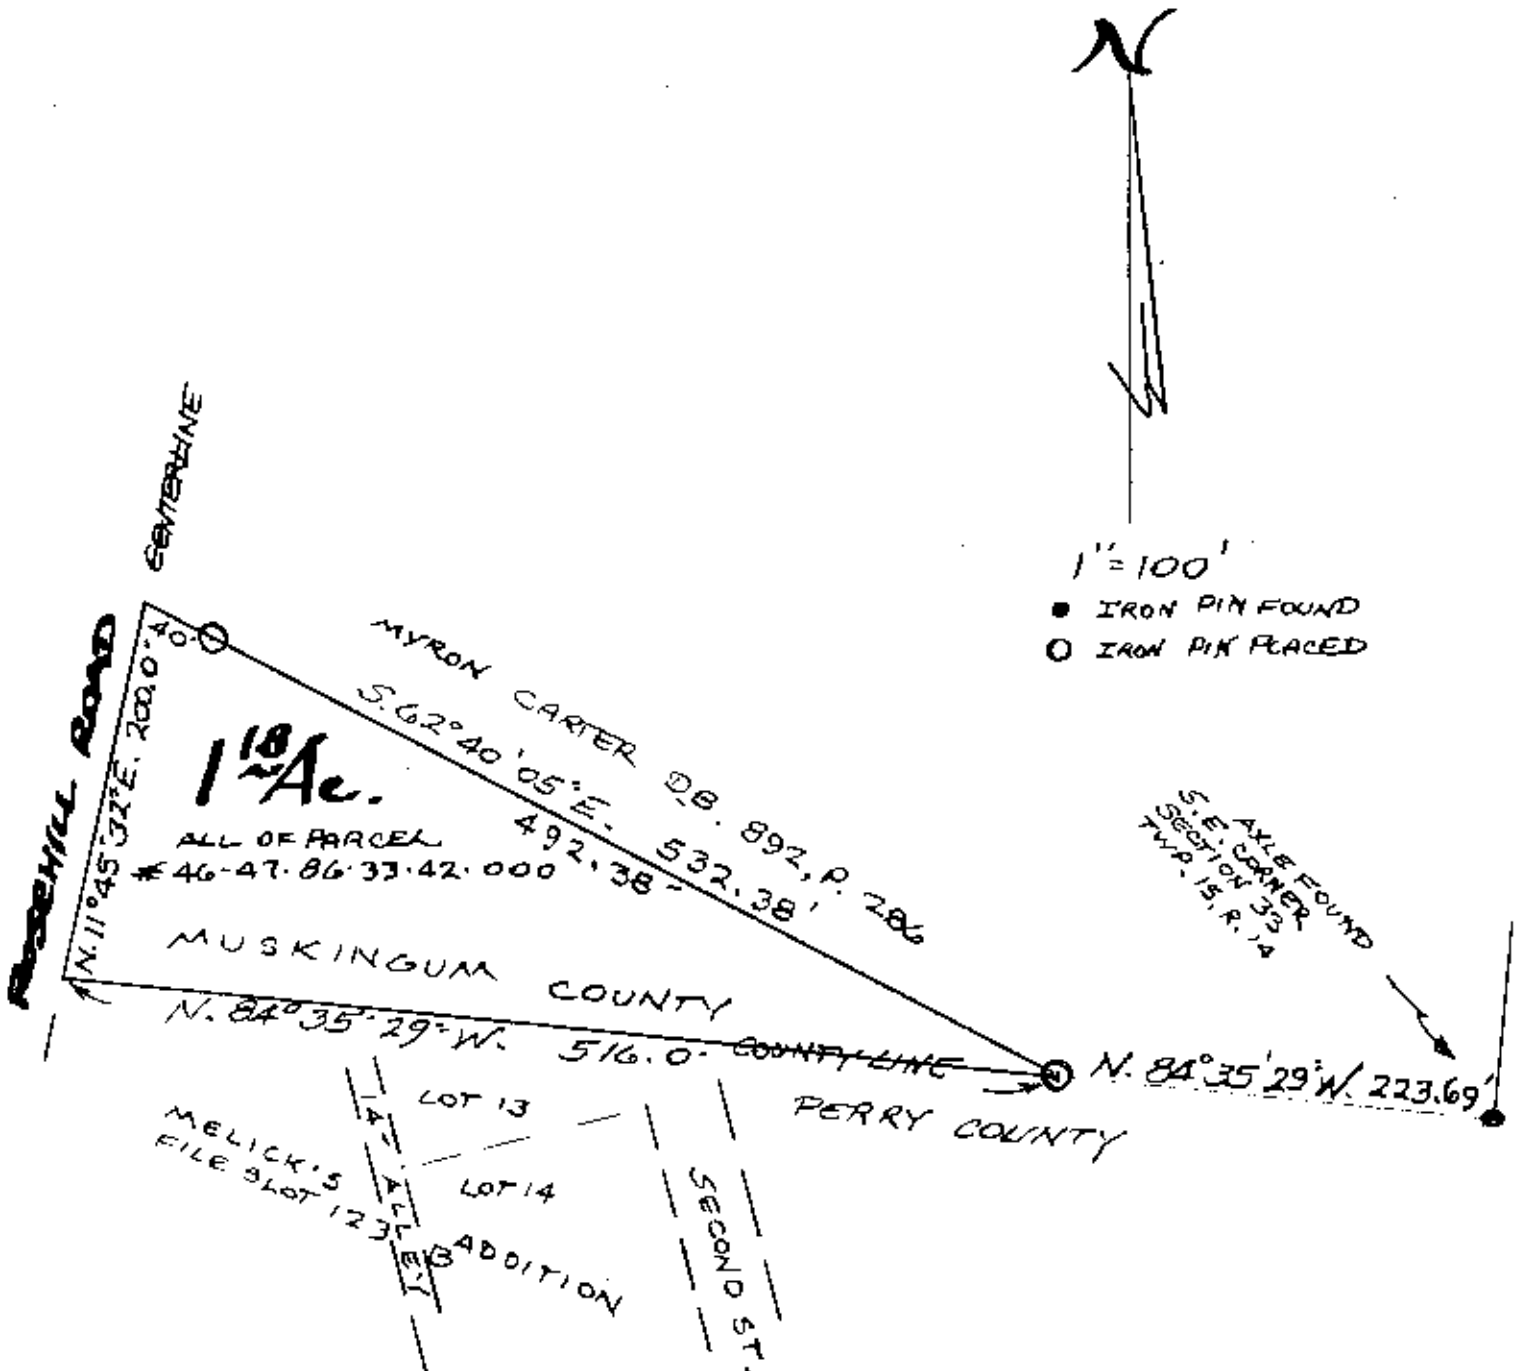 N
1" = 100'
● IRON PIN FOUND
○ IRON PIN PLACED
CENTERLINE
ROSEHILL ROAD
N. 11° 45' 32" E. 200.0'
40'
MYRON CARTER D.B. 892, P. 286
S. 62° 40' 05" E. 532.38'
492.38'
1 18 Ac.
ALL OF PARCEL
# 46-47-86-33-42-000
MUSKINGUM COUNTY
N. 84° 35' 29" W. 516.0' COUNTY LINE
PERRY COUNTY
N. 84° 35' 29" W. 223.69'
AXLE FOUND
S.E. CORNER
SECTION 33
TWP. 15, R. 14
LOT 13
LOT 14
MELICK'S ADDITION
FILE SLOT 123 B
ALLEY
SECOND ST.